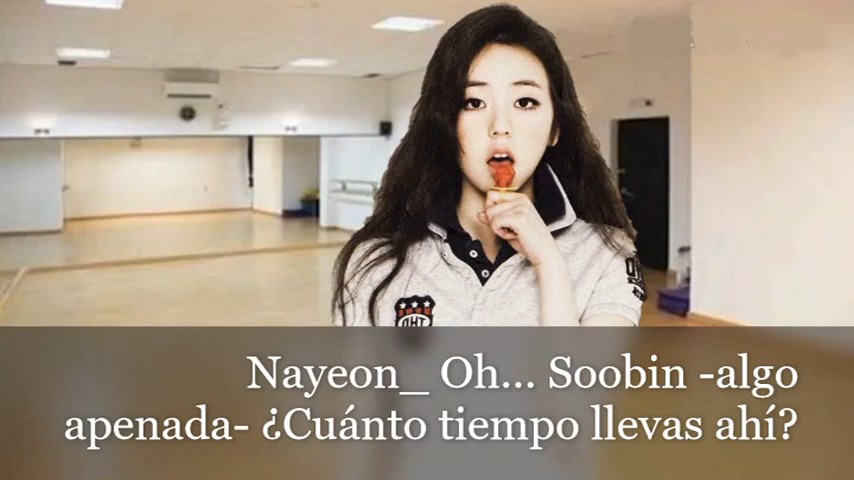 Nayeon_ Oh... Soobin -algo
apenada- ¿Cuánto tiempo llevas ahí?